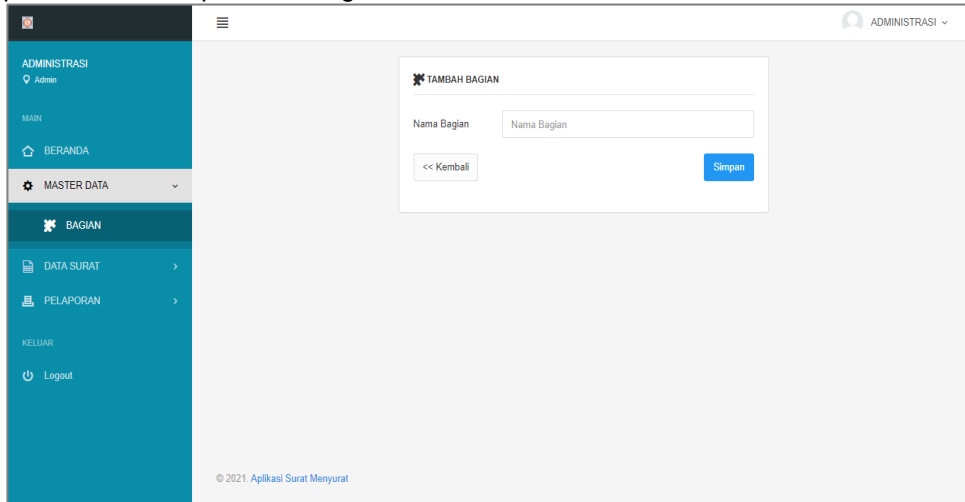 ADMINISTRASI
ADMINISTRASI
Admin
MAIN
BERANDA
MASTER DATA
BAGIAN
DATA SURAT
PELAPORAN
KELUAR
Logout
TAMBAH BAGIAN
Nama Bagian Nama Bagian
<< Kembali Simpan
© 2021. Aplikasi Surat Menyurat